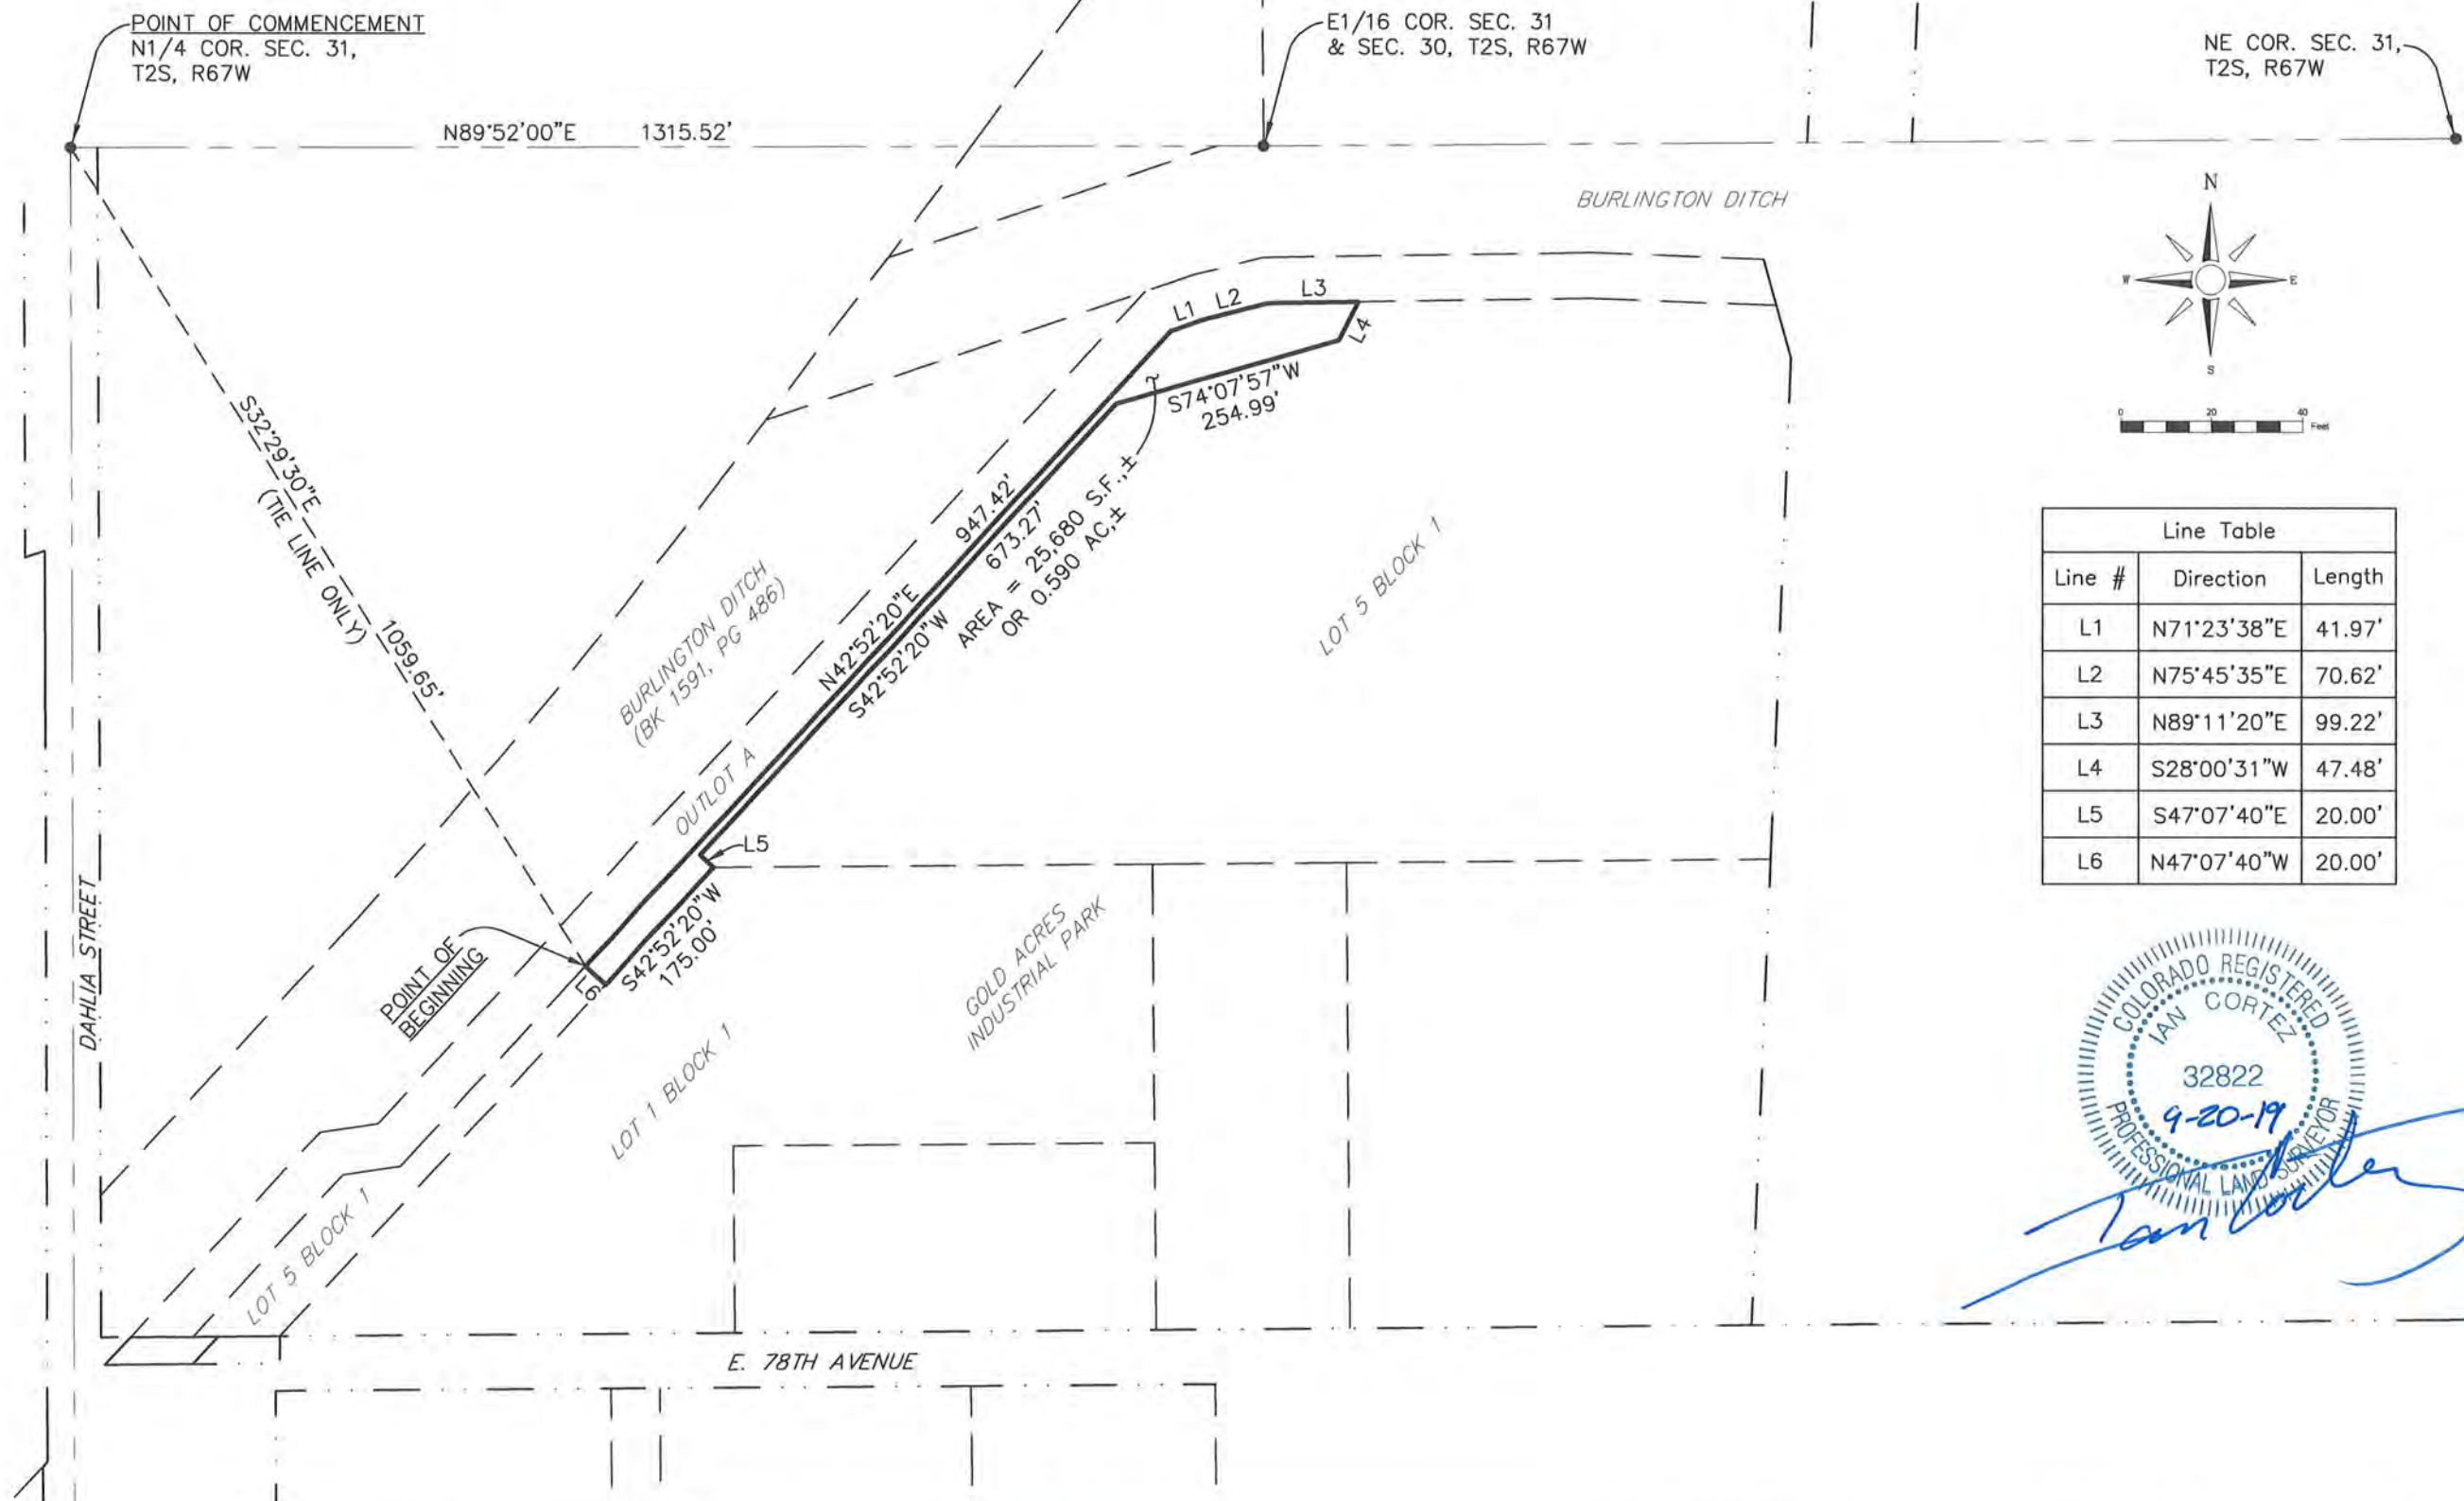 POINT OF COMMENCEMENT
N1/4 COR. SEC. 31,
T2S, R67W
E1/16 COR. SEC. 31
& SEC. 30, T2S, R67W
NE COR. SEC. 31,
T2S, R67W
N89°52'00"E 1315.52'
BURLINGTON DITCH
N
W
E
S
0 20 40 Feet
L1
L2
L3
L4
S74°07'57"W
254.99'
S32°29'30"E
(TIE LINE ONLY)
1059.65'
BURLINGTON DITCH
(BK 1591, PG 486)
N42°52'20"E 947.42'
S42°52'20"W 673.27'
AREA = 25,680 S.F.,±
OR 0.590 AC,±
LOT 5 BLOCK 1
OUTLOT A
L5
S42°52'20"W
175.00'
L6
POINT OF
BEGINNING
DAHLIA STREET
GOLD ACRES
INDUSTRIAL PARK
LOT 1 BLOCK 1
LOT 5 BLOCK 1
E. 78TH AVENUE
Line Table
Line # Direction Length
L1 N71°23'38"E 41.97'
L2 N75°45'35"E 70.62'
L3 N89°11'20"E 99.22'
L4 S28°00'31"W 47.48'
L5 S47°07'40"E 20.00'
L6 N47°07'40"W 20.00'
COLORADO REGISTERED
IAN CORTEZ
32822
9-20-19
PROFESSIONAL LAND SURVEYOR
Ian Cortez